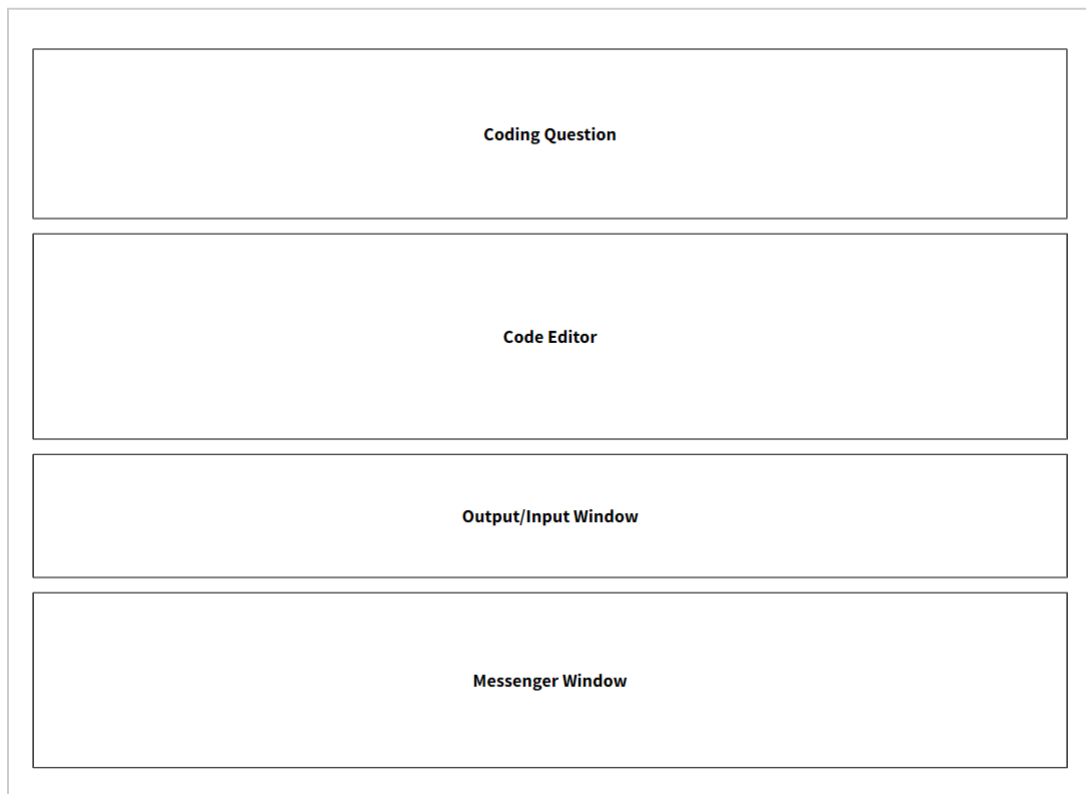 Coding Question
Code Editor
Output/Input Window
Messenger Window